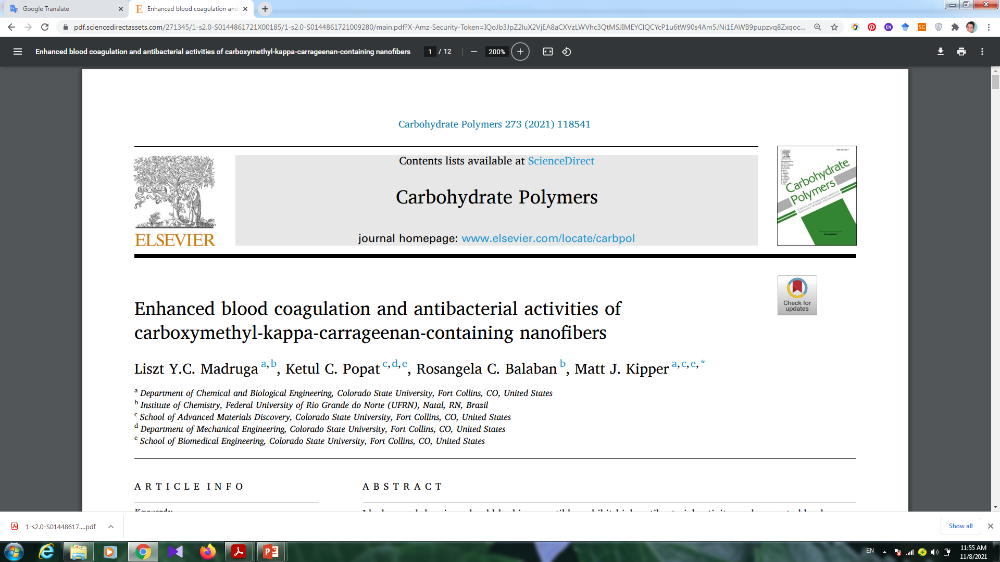 Google Translate
Enhanced blood coagulation and
pdf.sciencedirectassets.com/271345/1-s2.0-S0144861721X00185/1-s2.0-S0144861721009280/main.pdf?X-Amz-Security-Token=IQoJb3JpZ2luX2VjEA8aCXVzLWVhc3QtMSJIMEYCIQCYcP1u6tW90s4Am5JNi1EAWB9pupzvq8Zxqoc...
Enhanced blood coagulation and antibacterial activities of carboxymethyl-kappa-carrageenan-containing nanofibers
1 / 12
200%
Carbohydrate Polymers 273 (2021) 118541
Contents lists available at ScienceDirect
Carbohydrate Polymers
journal homepage: www.elsevier.com/locate/carbpol
NON SOLUS
ELSEVIER
Carbohydrate
Polymers
Check for
updates
Enhanced blood coagulation and antibacterial activities of
carboxymethyl-kappa-carrageenan-containing nanofibers
Liszt Y.C. Madruga a,b, Ketul C. Popat c,d,e, Rosangela C. Balaban b, Matt J. Kipper a,c,e,*
a Department of Chemical and Biological Engineering, Colorado State University, Fort Collins, CO, United States
b Institute of Chemistry, Federal University of Rio Grande do Norte (UFRN), Natal, RN, Brazil
c School of Advanced Materials Discovery, Colorado State University, Fort Collins, CO, United States
d Department of Mechanical Engineering, Colorado State University, Fort Collins, CO, United States
e School of Biomedical Engineering, Colorado State University, Fort Collins, CO, United States
ARTICLE INFO
ABSTRACT
Keywords:
1-s2.0-S01448617....pdf
Show all
EN
11:55 AM
11/8/2021